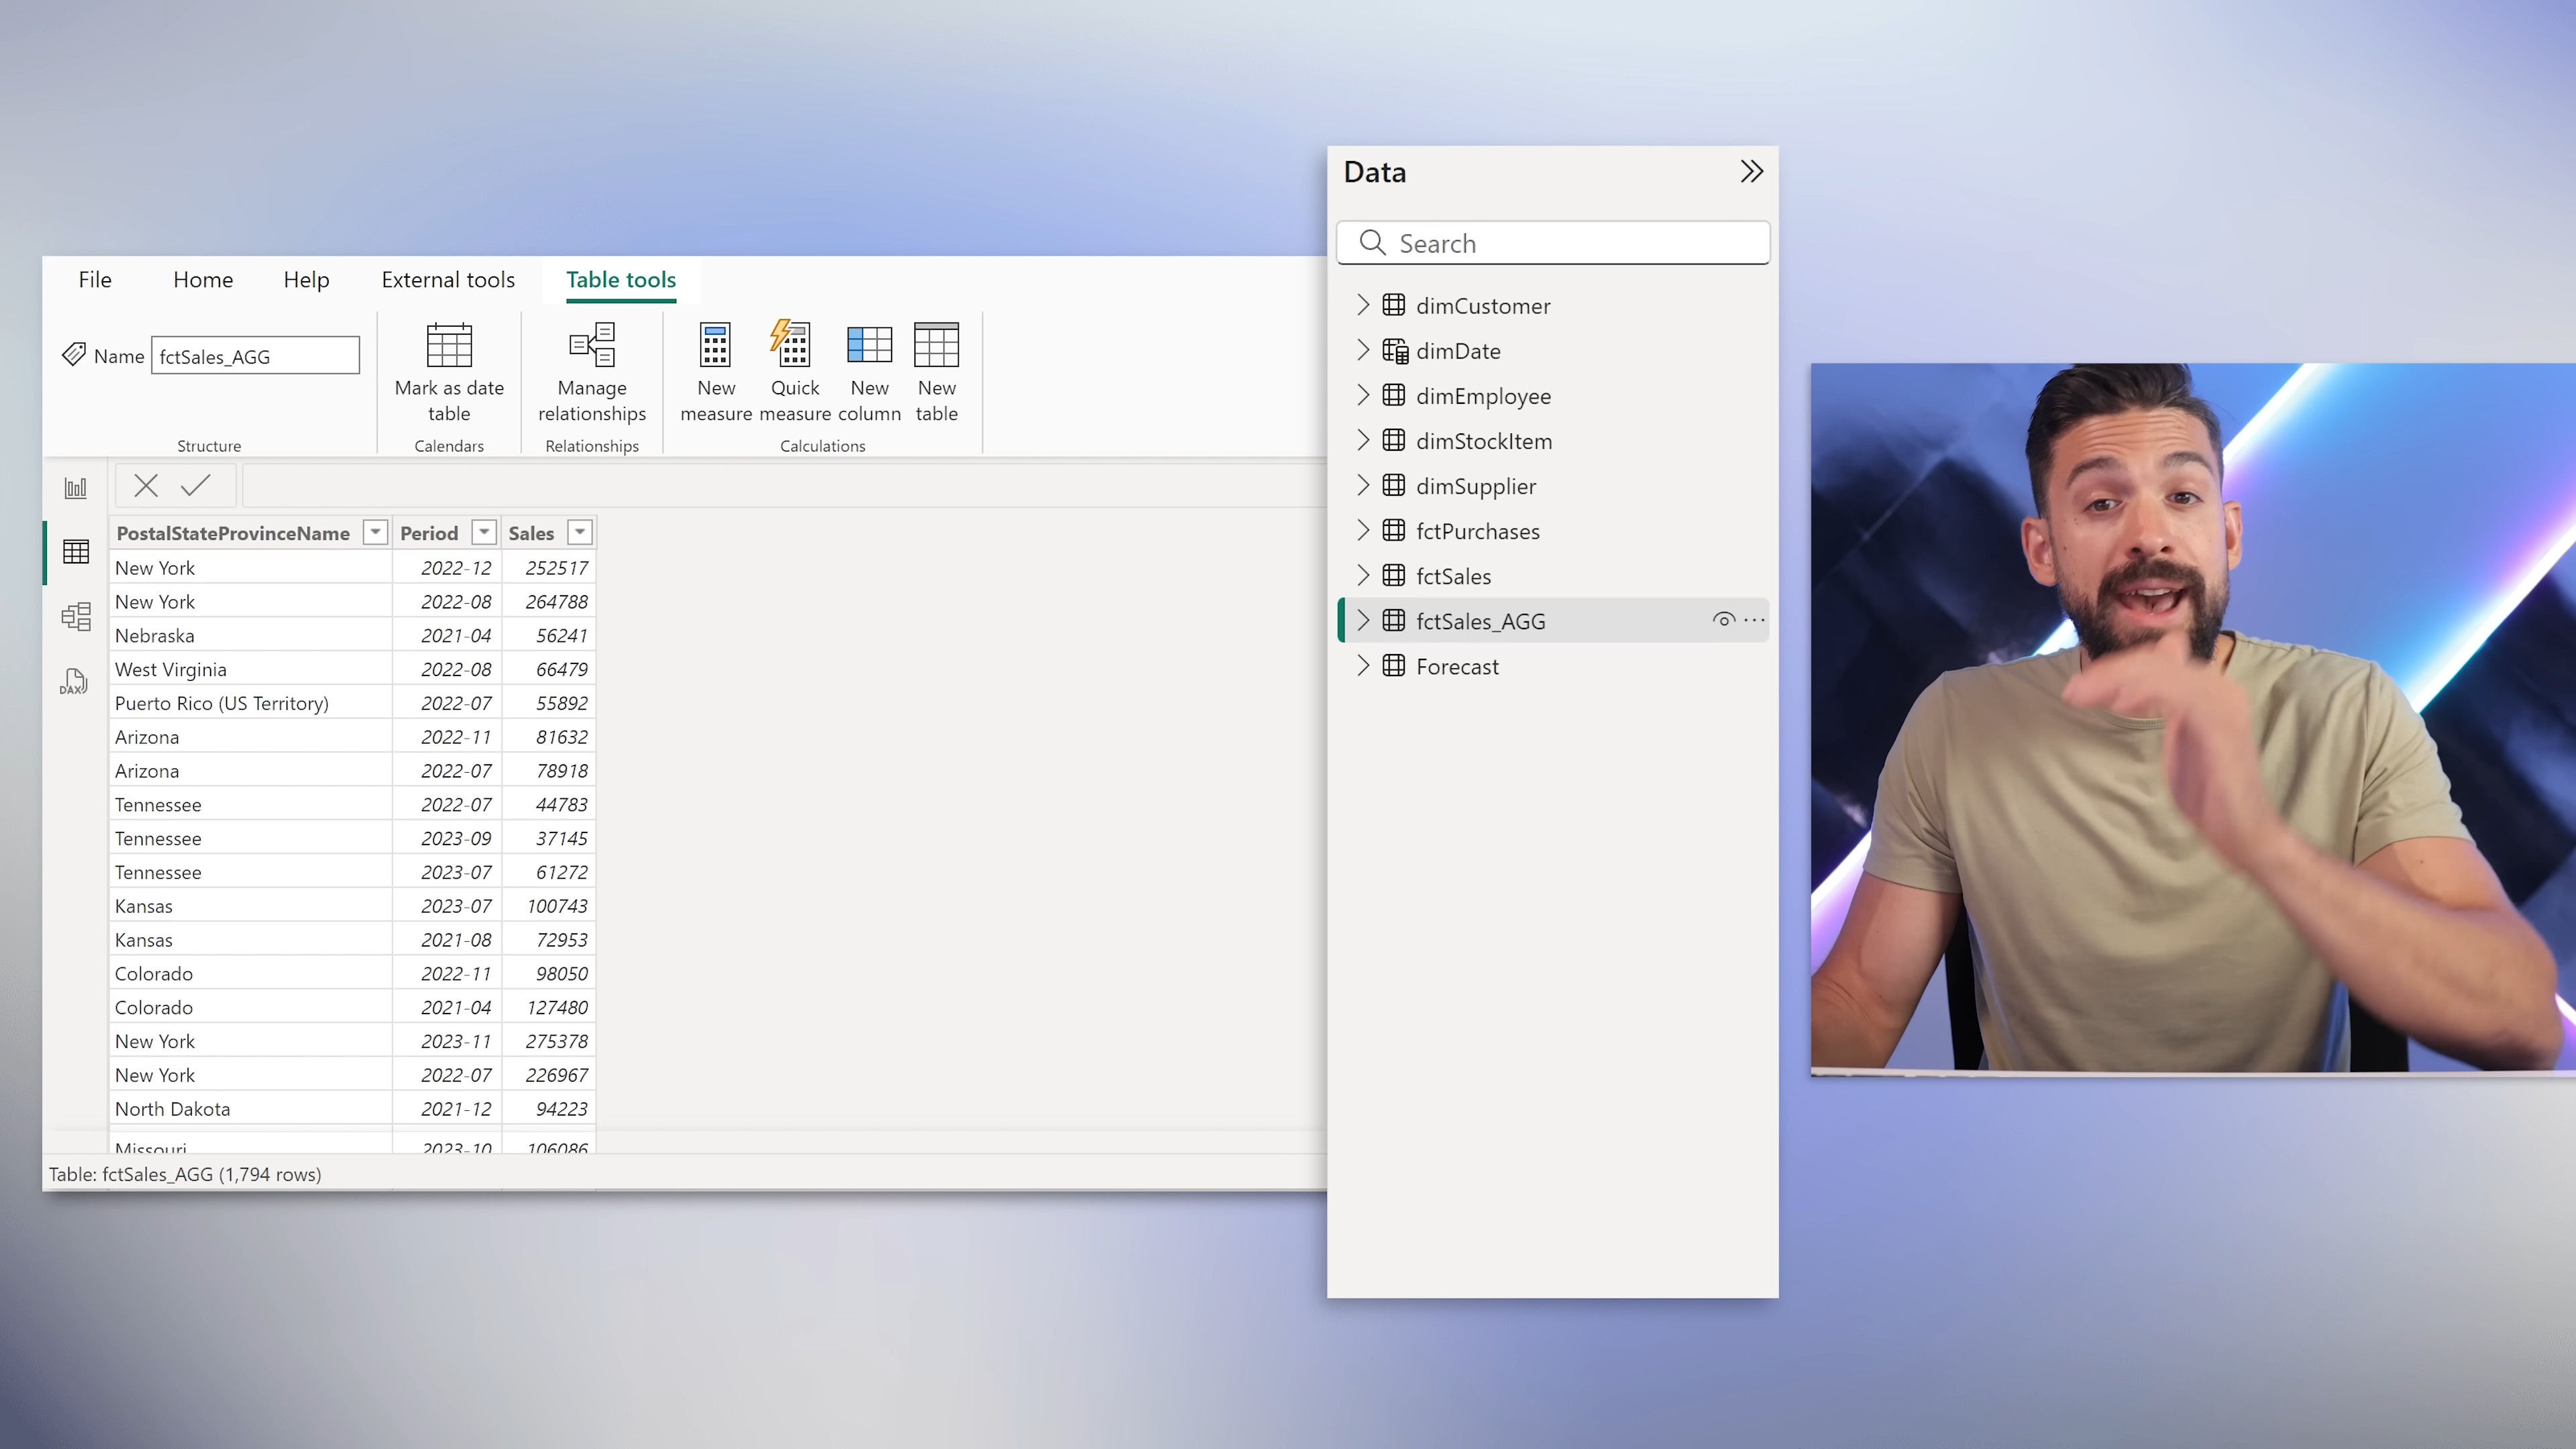 File Home Help External tools Table tools
Name fctSales_AGG
Mark as date
table
Manage
relationships
New
measure
Quick
measure
New
column
New
table
Structure Calendars Relationships Calculations
DAX
PostalStateProvinceName Period Sales
New York 2022-12 252517
New York 2022-08 264788
Nebraska 2021-04 56241
West Virginia 2022-08 66479
Puerto Rico (US Territory) 2022-07 55892
Arizona 2022-11 81632
Arizona 2022-07 78918
Tennessee 2022-07 44783
Tennessee 2023-09 37145
Tennessee 2023-07 61272
Kansas 2023-07 100743
Kansas 2021-08 72953
Colorado 2022-11 98050
Colorado 2021-04 127480
New York 2023-11 275378
New York 2022-07 226967
North Dakota 2021-12 94223
Missouri 2023-10 106086
Table: fctSales_AGG (1,794 rows)
Data
Search
dimCustomer
dimDate
dimEmployee
dimStockItem
dimSupplier
fctPurchases
fctSales
fctSales_AGG
Forecast